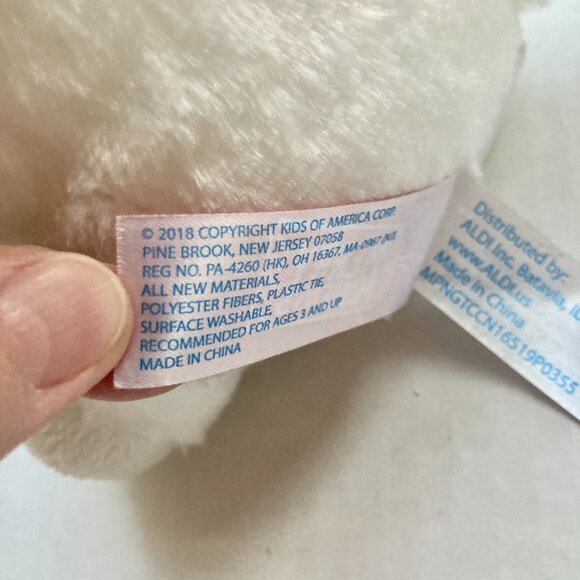 © 2018 COPYRIGHT KIDS OF AMERICA CORP.
PINE BROOK, NEW JERSEY 07058
REG NO. PA-4260 (HK), OH 16367, MA-0967 (NJ),
ALL NEW MATERIALS,
POLYESTER FIBERS, PLASTIC TIE,
SURFACE WASHABLE,
RECOMMENDED FOR AGES 3 AND UP
MADE IN CHINA
Distributed by:
ALDI Inc. Batavia, IL
www.ALDI.us
Made in China
MPNGTCCN16519P0355